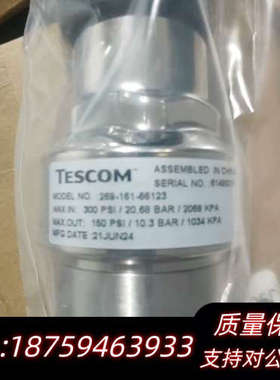 TESCOM™
ASSEMBLED IN CHINA
SERIAL NO.
MODEL NO. :269-161-66123
MAX IN: 300 PSI / 20.68 BAR / 2068 KPA
MAX.OUT: 150 PSI / 10.3 BAR / 1034 KPA
MFG DATE :21JUN24
质量保
:18759463933
支持对公